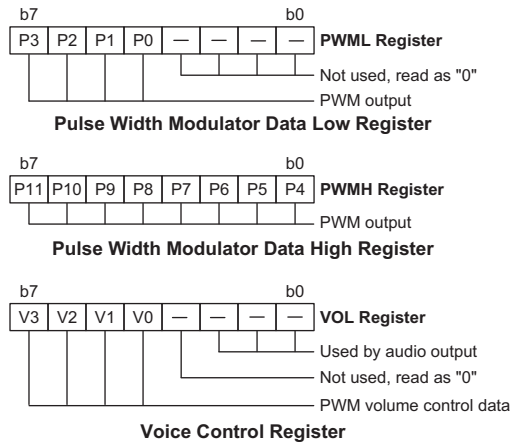 b7 b0
P3 P2 P1 P0 — — — — PWML Register
Not used, read as "0"
PWM output
Pulse Width Modulator Data Low Register
b7 b0
P11 P10 P9 P8 P7 P6 P5 P4 PWMH Register
PWM output
Pulse Width Modulator Data High Register
b7 b0
V3 V2 V1 V0 — — — — VOL Register
Used by audio output
Not used, read as "0"
PWM volume control data
Voice Control Register